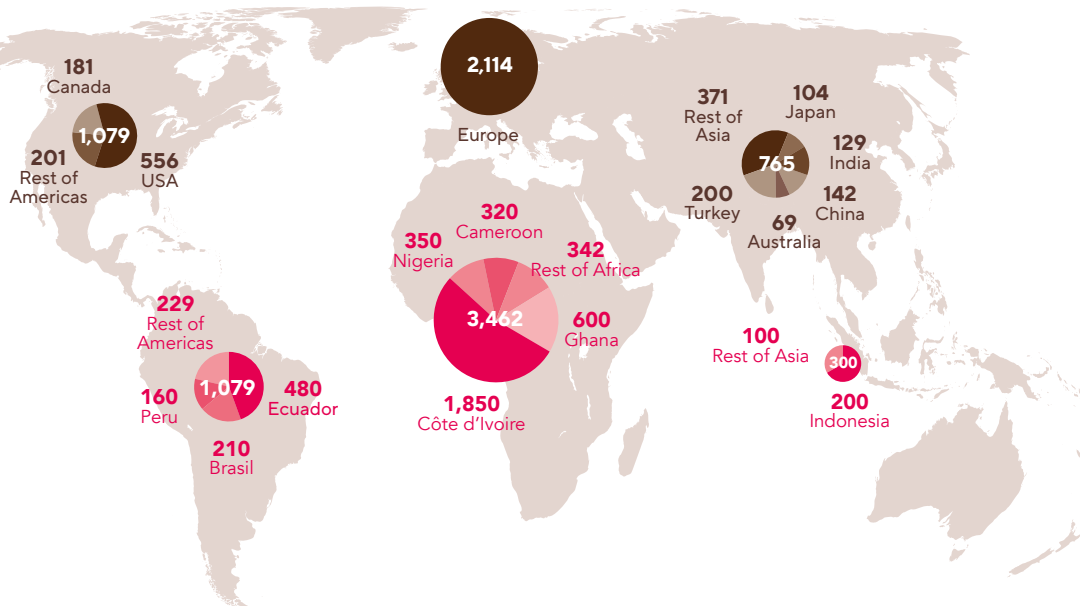 181
Canada
1,079
201
Rest of
Americas
556
USA
2,114
Europe
371
Rest of
Asia
104
Japan
129
India
765
200
Turkey
142
China
69
Australia
320
Cameroon
350
Nigeria
342
Rest of Africa
3,462
600
Ghana
1,850
Côte d'Ivoire
229
Rest of
Americas
1,079
160
Peru
480
Ecuador
210
Brasil
100
Rest of Asia
300
200
Indonesia